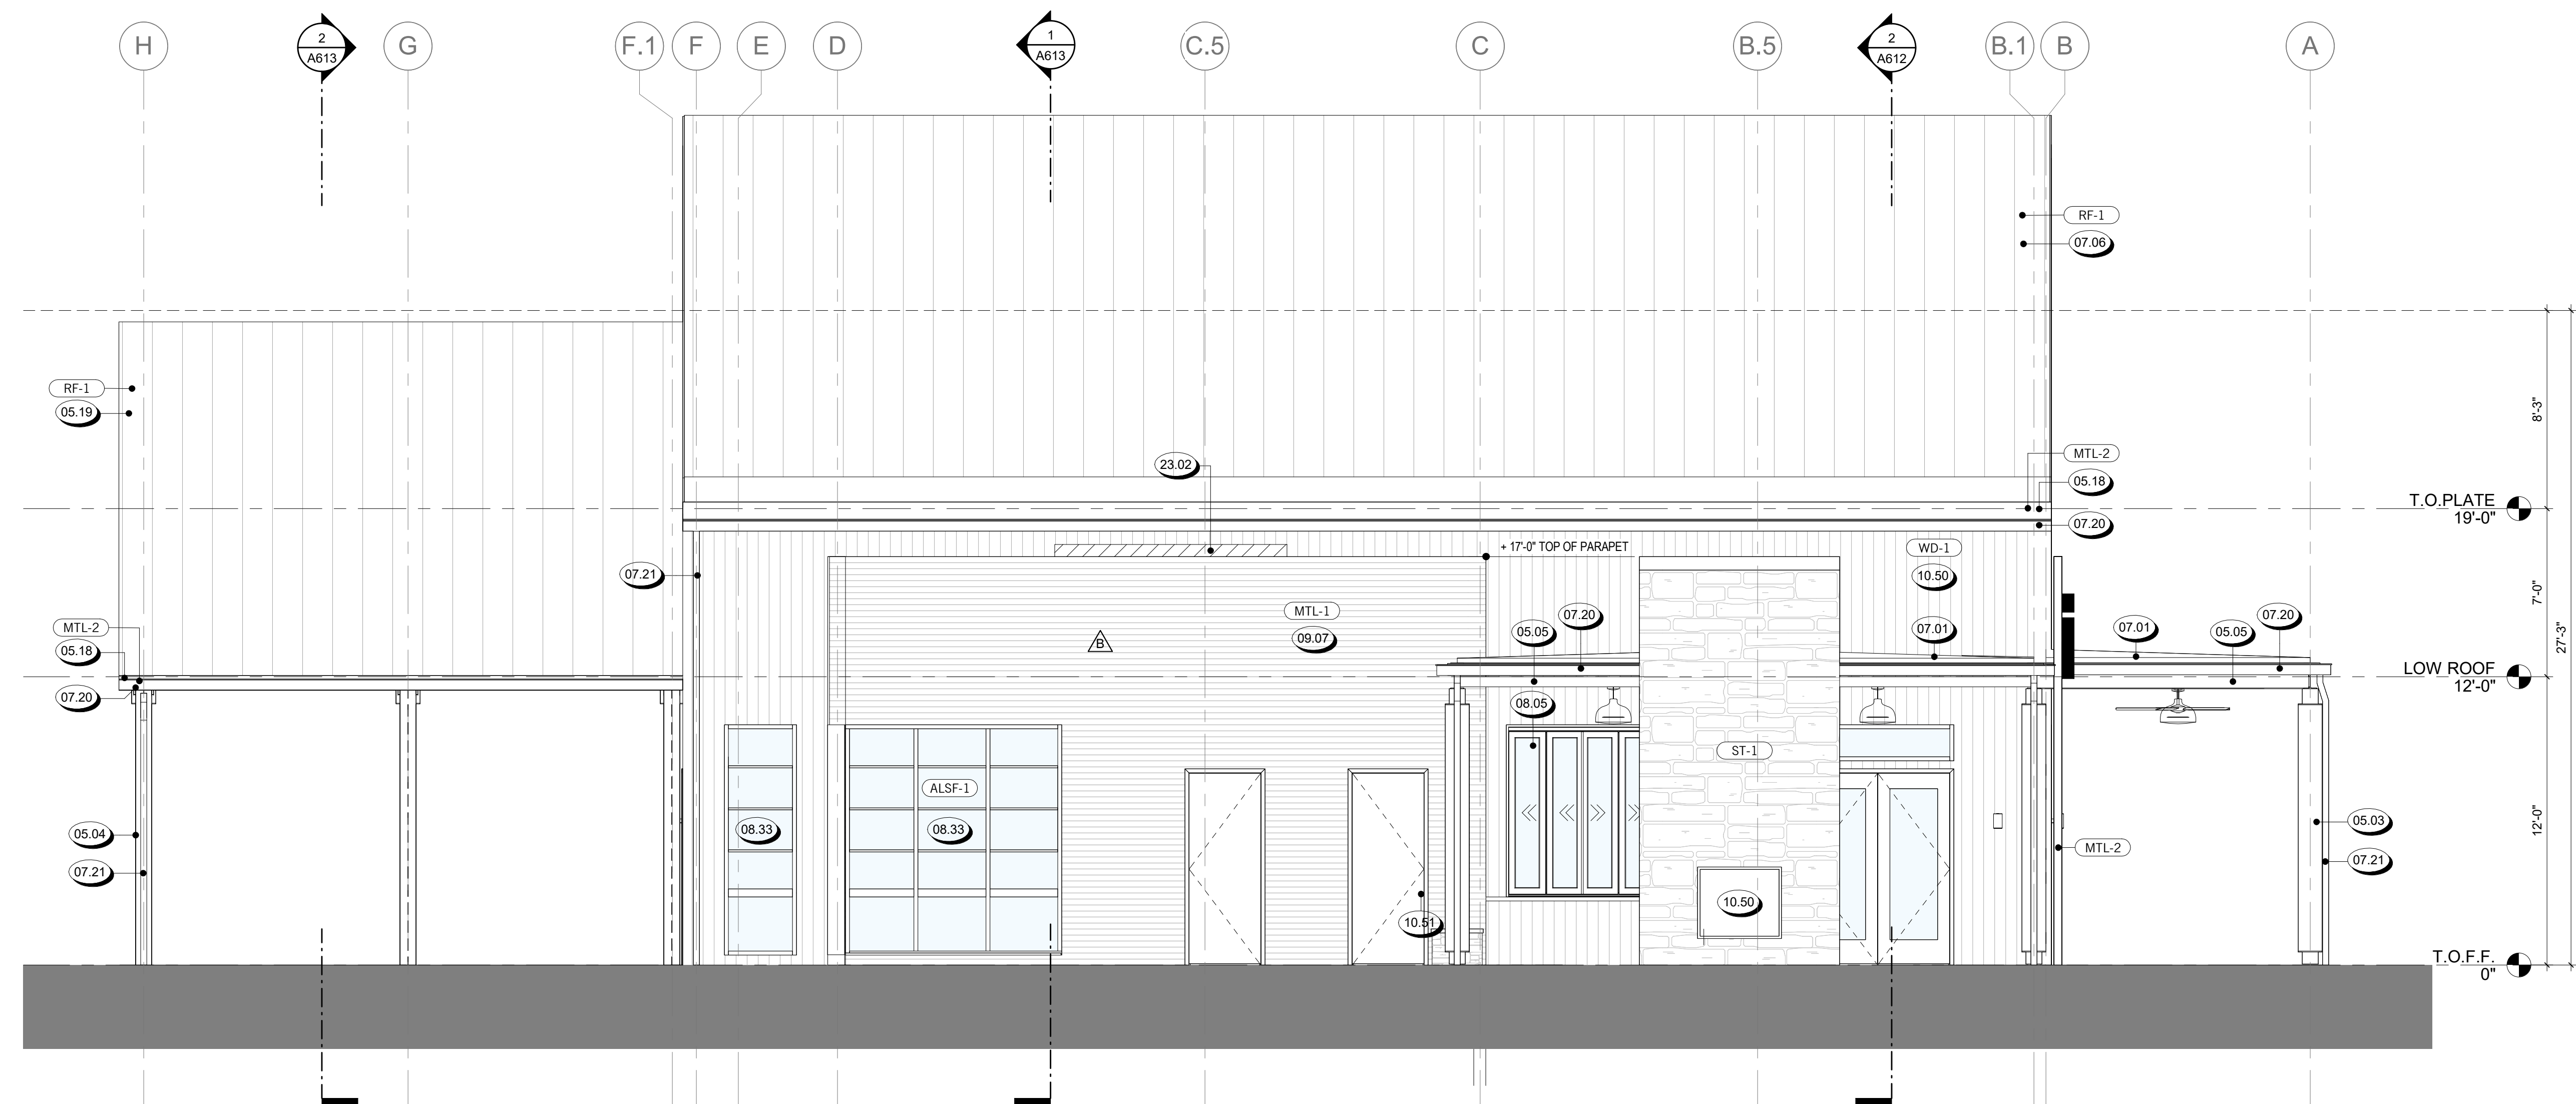 H
2
A613
G
F.1
F
E
D
1
A613
C.5
C
B.5
2
A612
B.1
B
A
RF-1
07.06
RF-1
05.19
8'-3"
23.02
MTL-2
05.18
07.20
T.O.PLATE
19'-0"
+ 17'-0" TOP OF PARAPET
WD-1
10.50
07.21
MTL-1
09.07
B
05.05
07.20
07.01
07.01
05.05
07.20
7'-0"
27'-3"
MTL-2
05.18
07.20
LOW ROOF
12'-0"
08.05
ST-1
ALSF-1
08.33
08.33
05.04
07.21
05.03
07.21
MTL-2
12'-0"
10.51
10.50
T.O.F.F.
0"